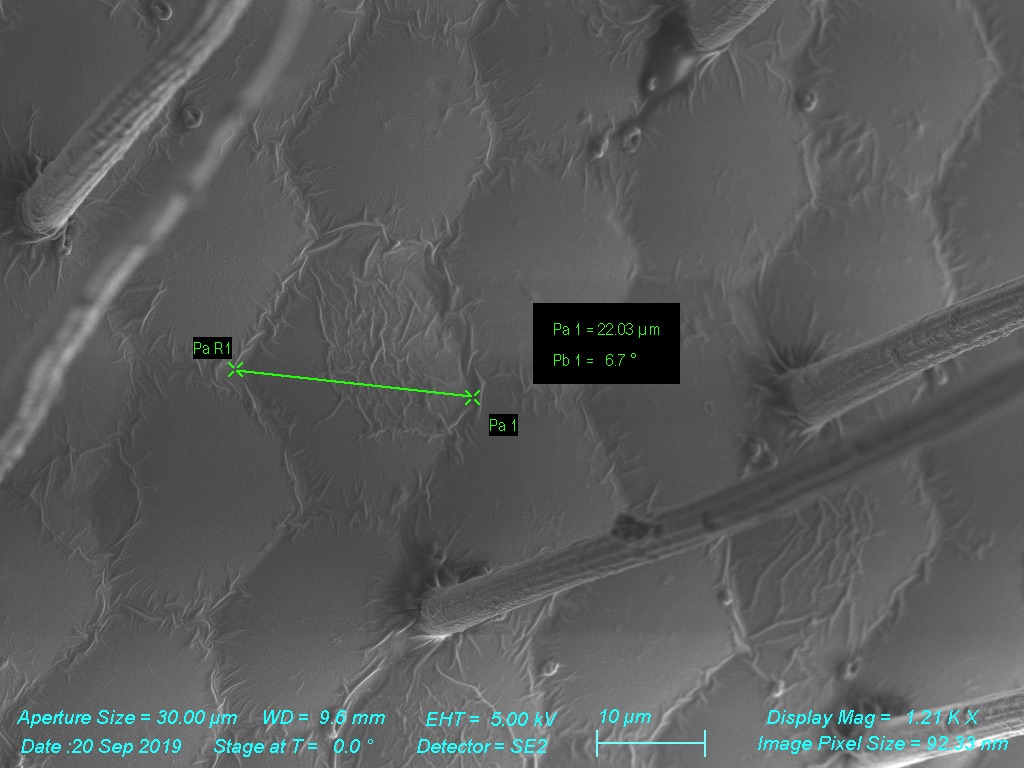 Pa R1
Pa 1 = 22.03 µm
Pb 1 = 6.7 °
Pa 1
Aperture Size = 30.00 µm WD = 9.6 mm EHT = 5.00 kV 10 µm Display Mag = 1.21 K X
Date :20 Sep 2019 Stage at T = 0.0 ° Detector = SE2 Image Pixel Size = 92.33 nm